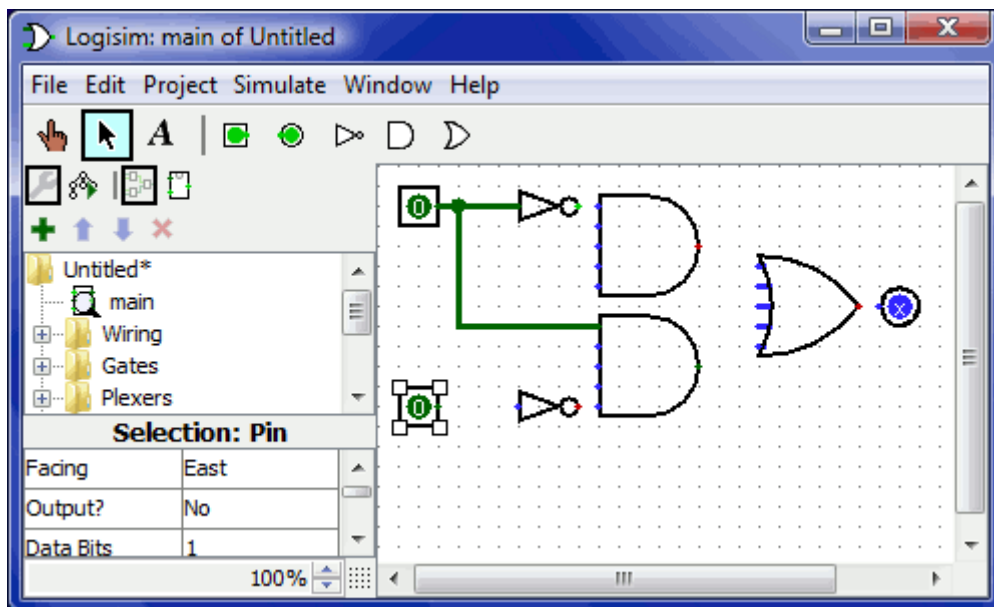 Logisim: main of Untitled
File Edit Project Simulate Window Help
A
Untitled*
main
Wiring
Gates
Plexers
Selection: Pin
Facing East
Output? No
Data Bits 1
100%
0
0
x